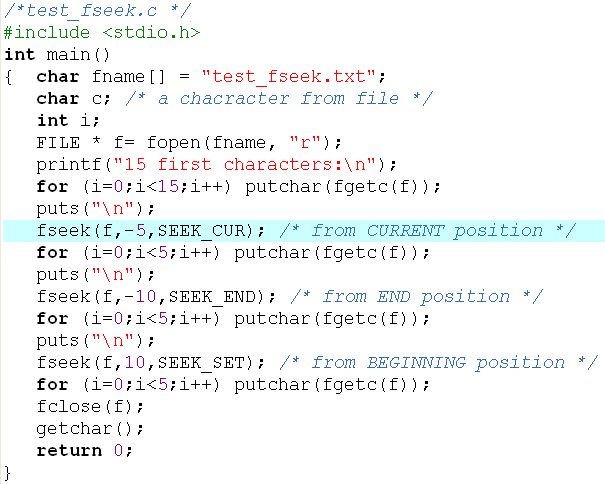 /*test_fseek.c */
#include <stdio.h>
int main()
{  char fname[] = "test_fseek.txt";
   char c; /* a chacracter from file */
   int i;
   FILE * f= fopen(fname, "r");
   printf("15 first characters:\n");
   for (i=0;i<15;i++) putchar(fgetc(f));
   puts("\n");
   fseek(f,-5,SEEK_CUR); /* from CURRENT position */
   for (i=0;i<5;i++) putchar(fgetc(f));
   puts("\n");
   fseek(f,-10,SEEK_END); /* from END position */
   for (i=0;i<5;i++) putchar(fgetc(f));
   puts("\n");
   fseek(f,10,SEEK_SET); /* from BEGINNING position */
   for (i=0;i<5;i++) putchar(fgetc(f));
   fclose(f);
   getchar();
   return 0;
}